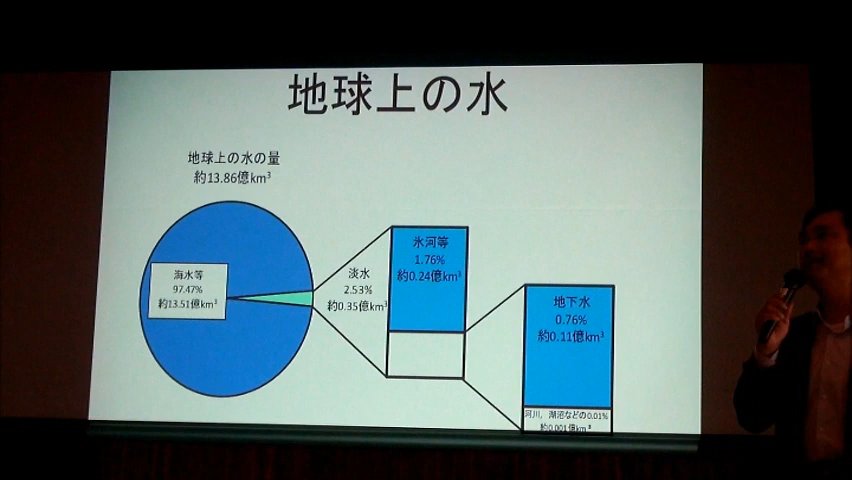 地球上の水
地球上の水の量
約13.86億km³
海水等
97.47%
約13.51億km³
淡水
2.53%
約0.35億km³
氷河等
1.76%
約0.24億km³
地下水
0.76%
約0.11億km³
河川、湖沼などの0.01%
約0.001億km³